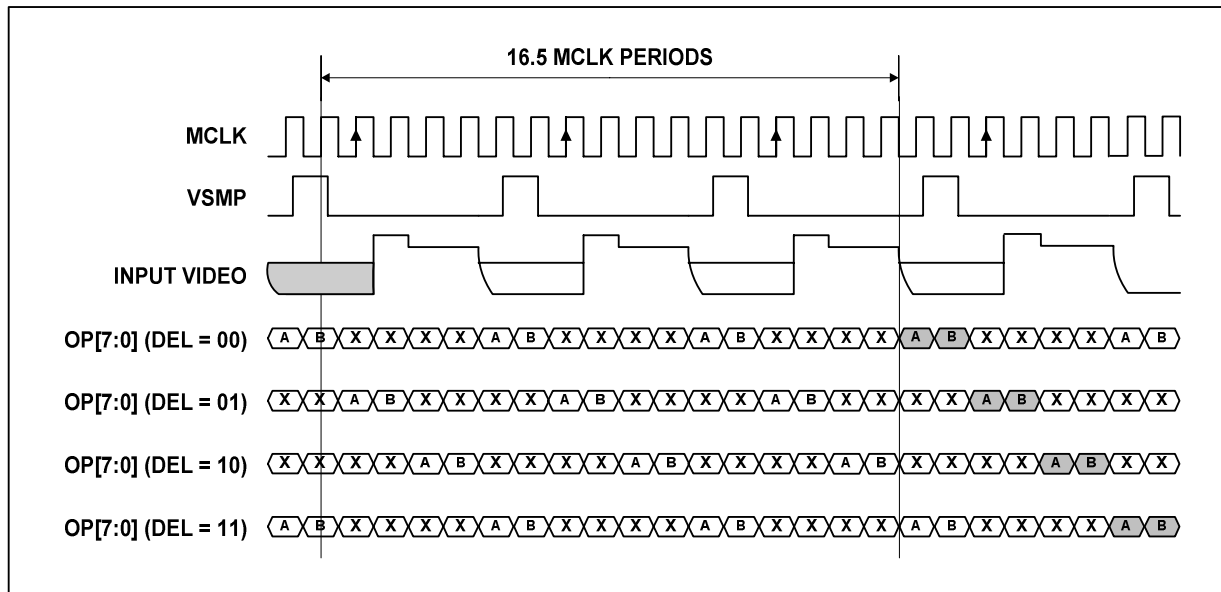 16.5 MCLK PERIODS
MCLK
VSMP
INPUT VIDEO
OP[7:0] (DEL = 00) A B X X X X A B X X X X A B X X X X A B X X X X A B
OP[7:0] (DEL = 01) X X A B X X X X A B X X X X A B X X X X A B X X X X
OP[7:0] (DEL = 10) X X X X A B X X X X A B X X X X A B X X X X A B X X
OP[7:0] (DEL = 11) A B X X X X A B X X X X A B X X X X A B X X X X A B